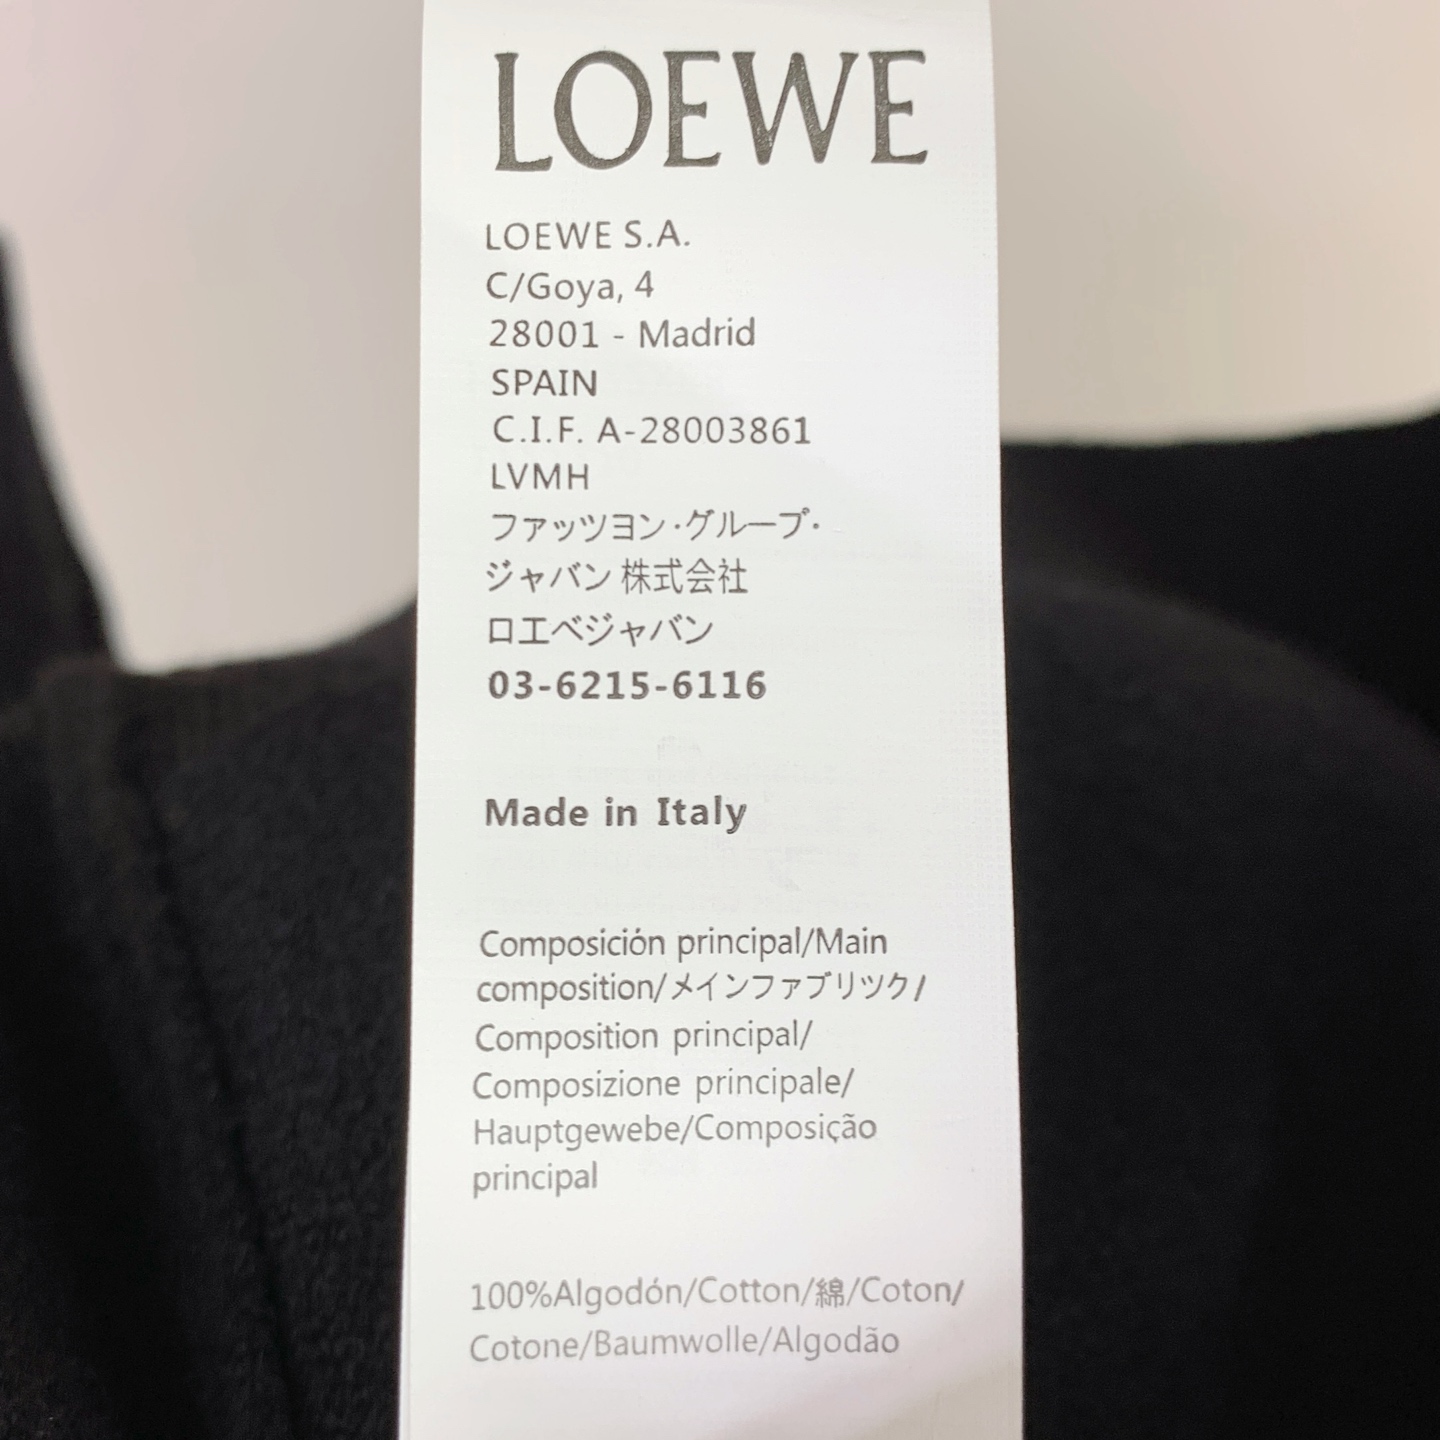 LOEWE
LOEWE S.A.
C/Goya, 4
28001 - Madrid
SPAIN
C.I.F. A-28003861
LVMH
ファッツヨン・グループ・
ジャバン 株式会社
ロエベジャバン
03-6215-6116
Made in Italy
Composición principal/Main
composition/メインファブリツク/
Composition principal/
Composizione principale/
Hauptgewebe/Composição
principal
100%Algodón/Cotton/綿/Coton/
Cotone/Baumwolle/Algodão